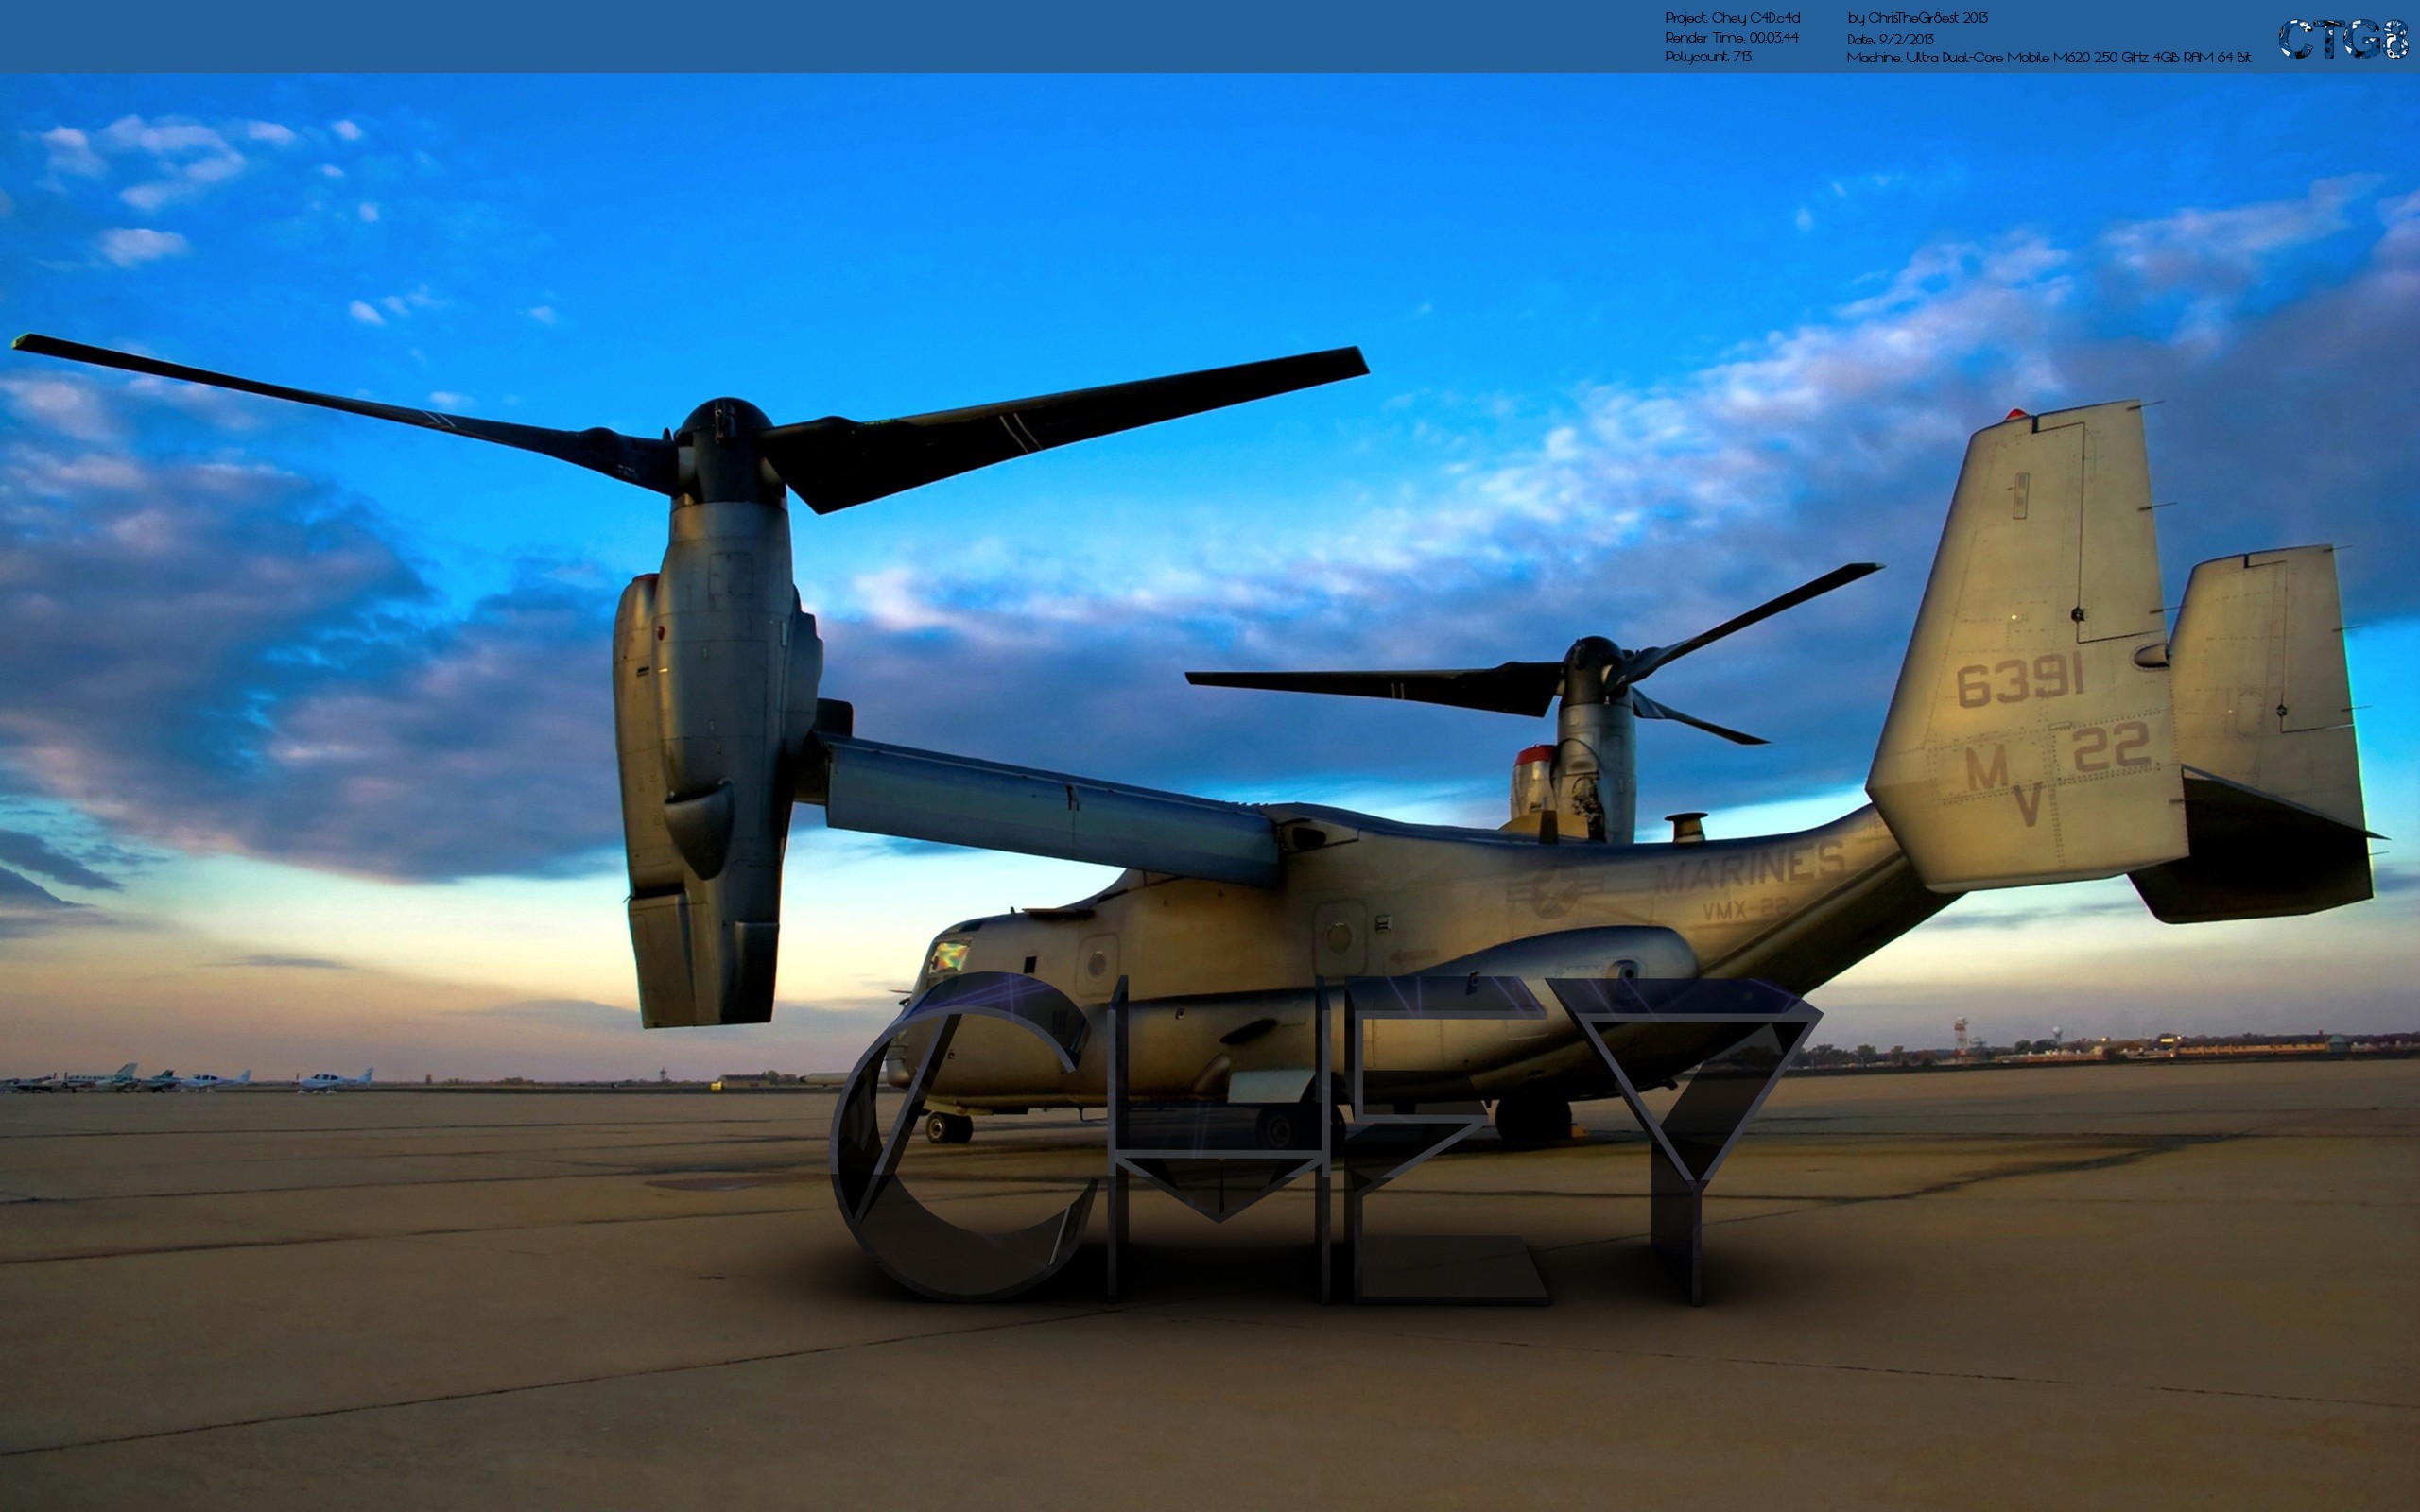 Project. Chey C4D.c4d
Render Time. 00.03.44
Polycount. 713
by ChrisTheGr8est 2013
Date. 9/2/2013
Machine. Ultra Dual-Core Mobile M620 2.50 GHz 4GB RAM 64 Bit
CTG8
6391
M 22
V
MARINES
VMX-22
CHEY